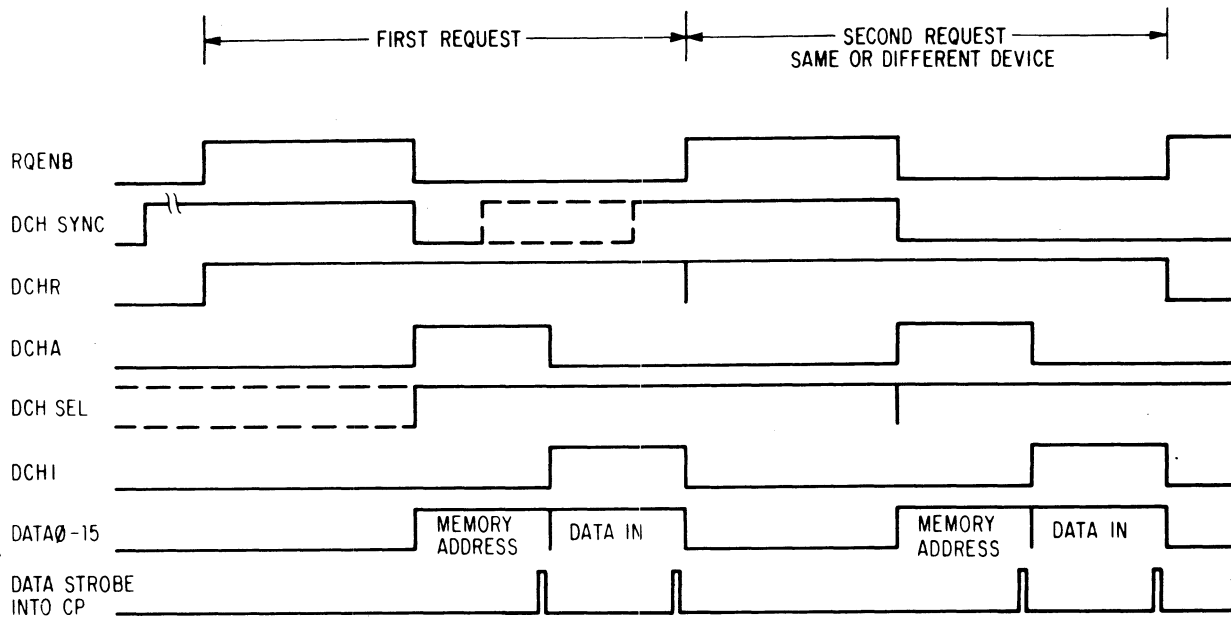 FIRST REQUEST
SECOND REQUEST
SAME OR DIFFERENT DEVICE
RQENB
DCH SYNC
DCHR
DCHA
DCH SEL
DCHI
DATAØ-15
MEMORY ADDRESS
DATA IN
MEMORY ADDRESS
DATA IN
DATA STROBE
INTO CP